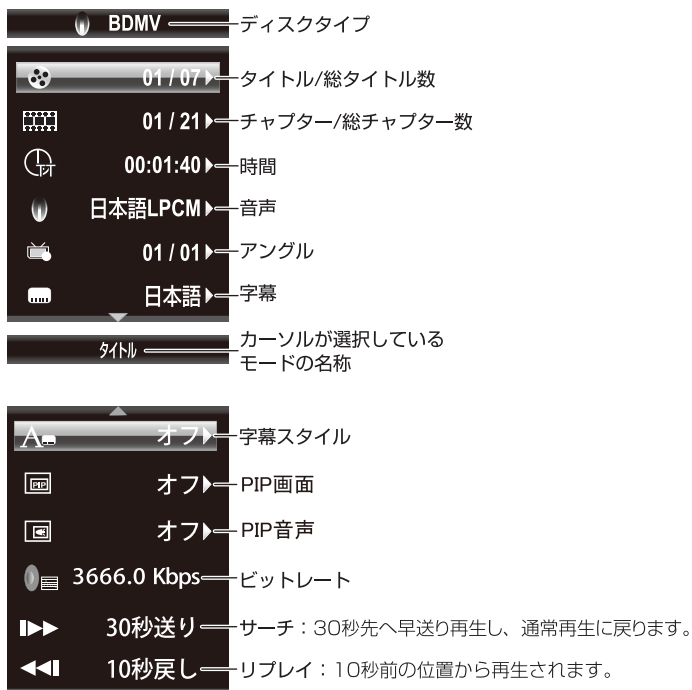 BDMV ディスクタイプ
01 / 07 タイトル/総タイトル数
01 / 21 チャプター/総チャプター数
00:01:40 時間
日本語LPCM 音声
01 / 01 アングル
日本語 字幕
タイトル カーソルが選択している
モードの名称
A オフ 字幕スタイル
PIP オフ PIP画面
オフ PIP音声
3666.0 Kbps ビットレート
30秒送り サーチ：30秒先へ早送り再生し、通常再生に戻ります。
10秒戻し リプレイ：10秒前の位置から再生されます。